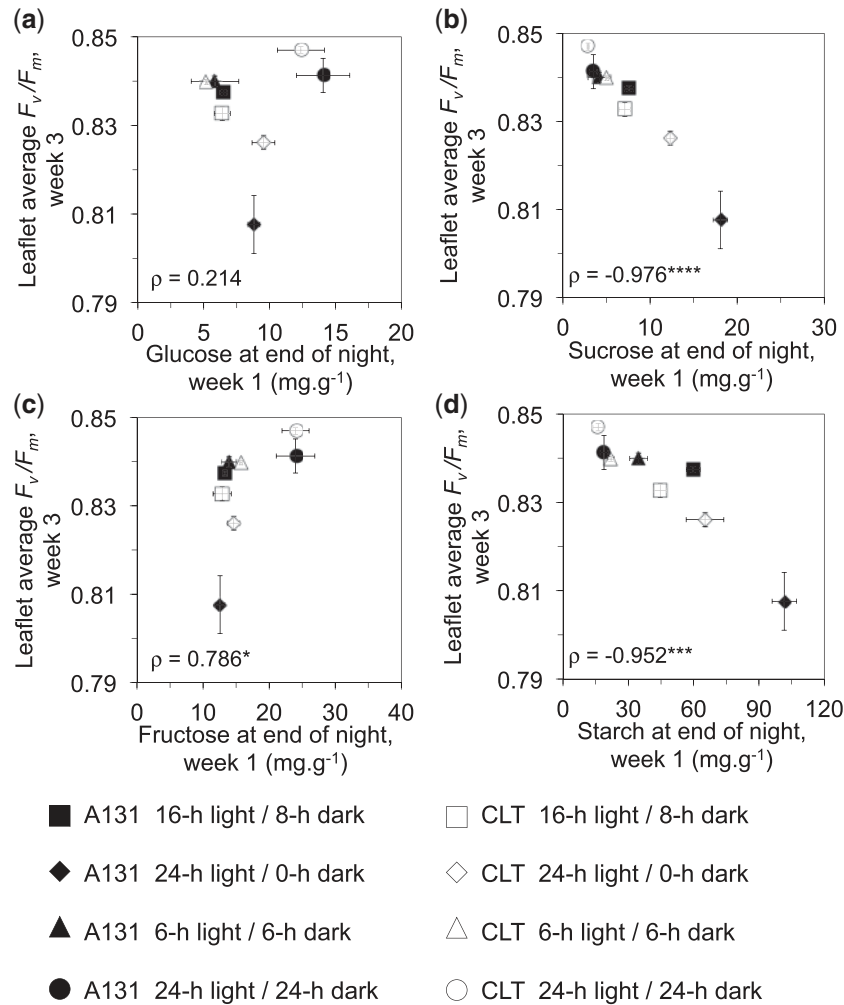 (a)
0.85
0.83
0.81
0.79
Leaflet average Fv/Fm,
week 3
ρ = 0.214
0 5 10 15 20
Glucose at end of night,
week 1 (mg.g-1)
(b)
0.85
0.83
0.81
0.79
Leaflet average Fv/Fm,
week 3
ρ = -0.976****
0 10 20 30
Sucrose at end of night,
week 1 (mg.g-1)
(c)
0.85
0.83
0.81
0.79
Leaflet average Fv/Fm,
week 3
ρ = 0.786*
0 10 20 30 40
Fructose at end of night,
week 1 (mg.g-1)
(d)
0.85
0.83
0.81
0.79
Leaflet average Fv/Fm,
week 3
ρ = -0.952***
0 30 60 90 120
Starch at end of night,
week 1 (mg.g-1)
A131 16-h light / 8-h dark
CLT 16-h light / 8-h dark
A131 24-h light / 0-h dark
CLT 24-h light / 0-h dark
A131 6-h light / 6-h dark
CLT 6-h light / 6-h dark
A131 24-h light / 24-h dark
CLT 24-h light / 24-h dark